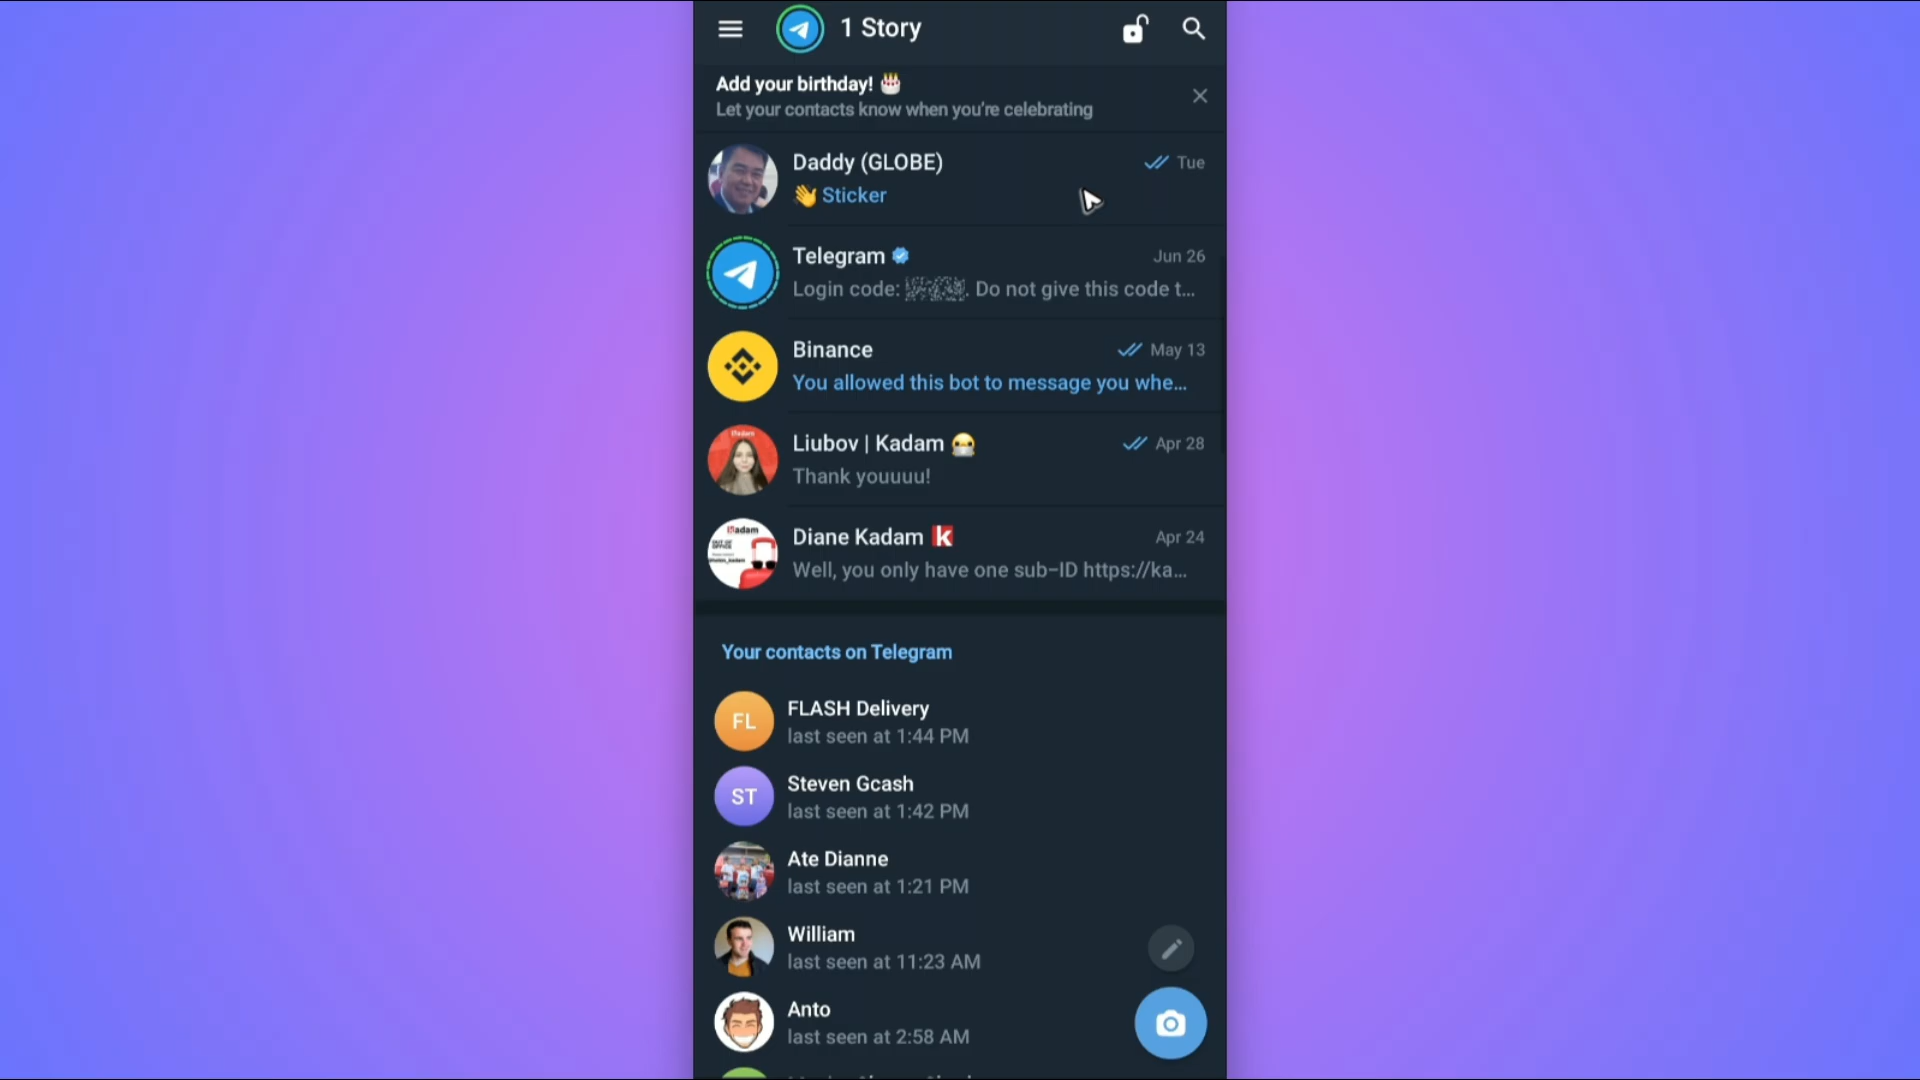 1 Story
Add your birthday! 🎂
Let your contacts know when you're celebrating
Daddy (GLOBE)
Tue
👋 Sticker
Telegram
Jun 26
Login code: . Do not give this code t...
Binance
May 13
You allowed this bot to message you whe...
Liubov | Kadam
Apr 28
Thank youuuu!
Kadam
Diane Kadam k
Apr 24
Well, you only have one sub-ID https://ka...
Your contacts on Telegram
FL
FLASH Delivery
last seen at 1:44 PM
ST
Steven Gcash
last seen at 1:42 PM
Ate Dianne
last seen at 1:21 PM
William
last seen at 11:23 AM
Anto
last seen at 2:58 AM